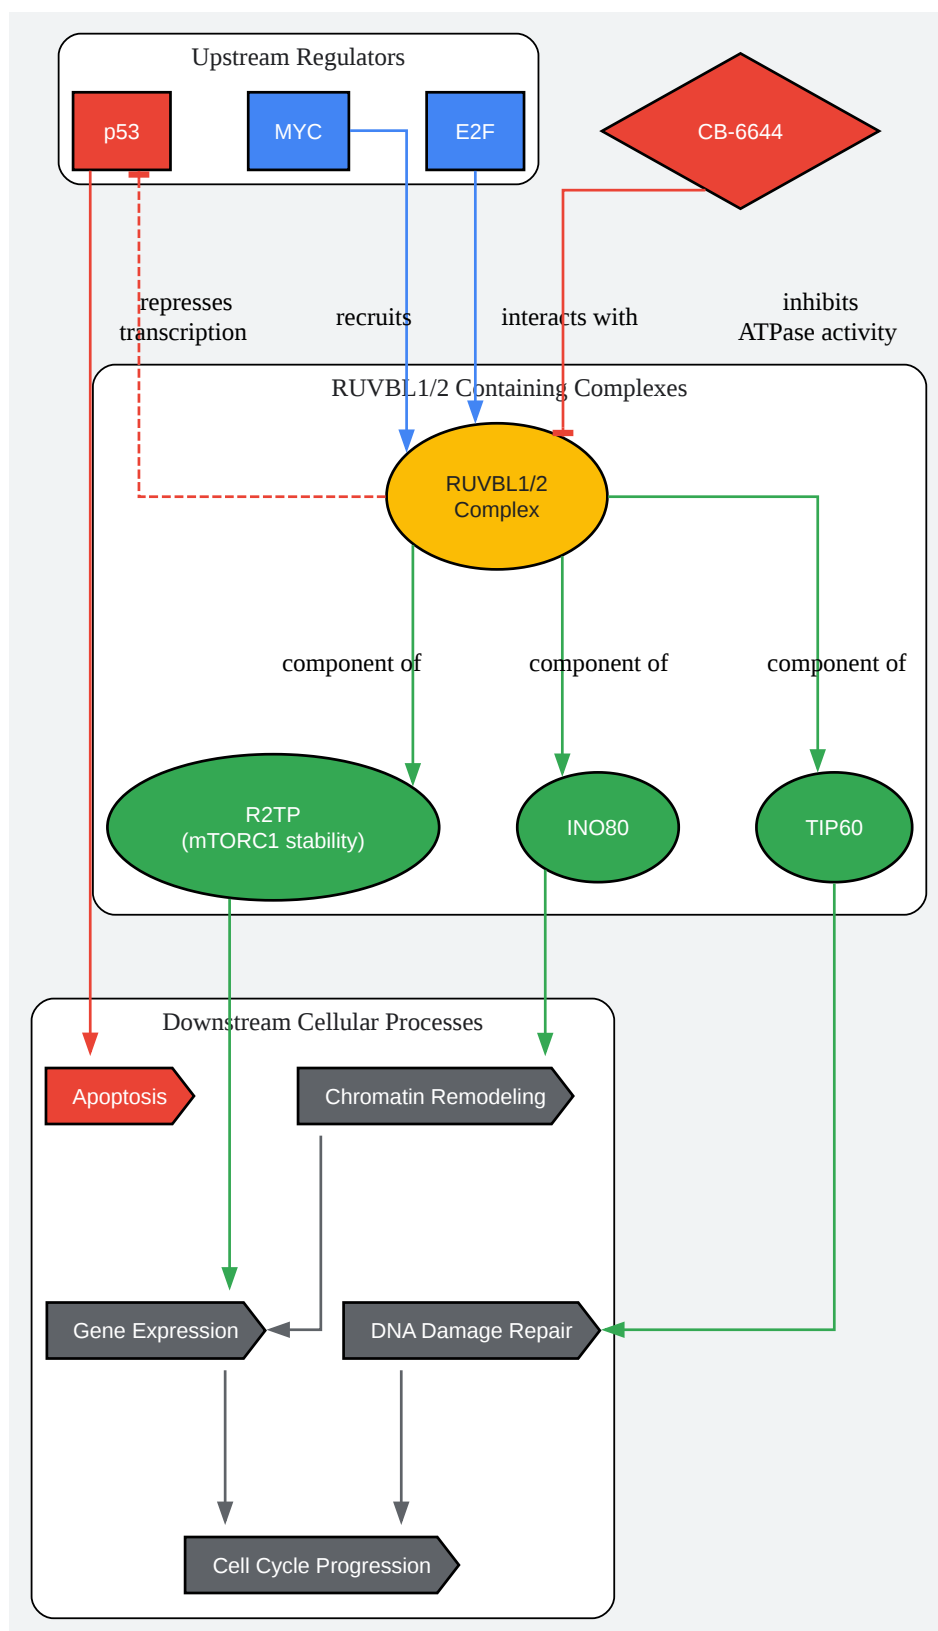 Upstream Regulators
p53
MYC
E2F
CB-6644
represses
transcription
recruits
interacts with
inhibits
ATPase activity
RUVBL1/2 Containing Complexes
RUVBL1/2
Complex
component of
component of
component of
R2TP
(mTORC1 stability)
INO80
TIP60
Downstream Cellular Processes
Apoptosis
Chromatin Remodeling
Gene Expression
DNA Damage Repair
Cell Cycle Progression